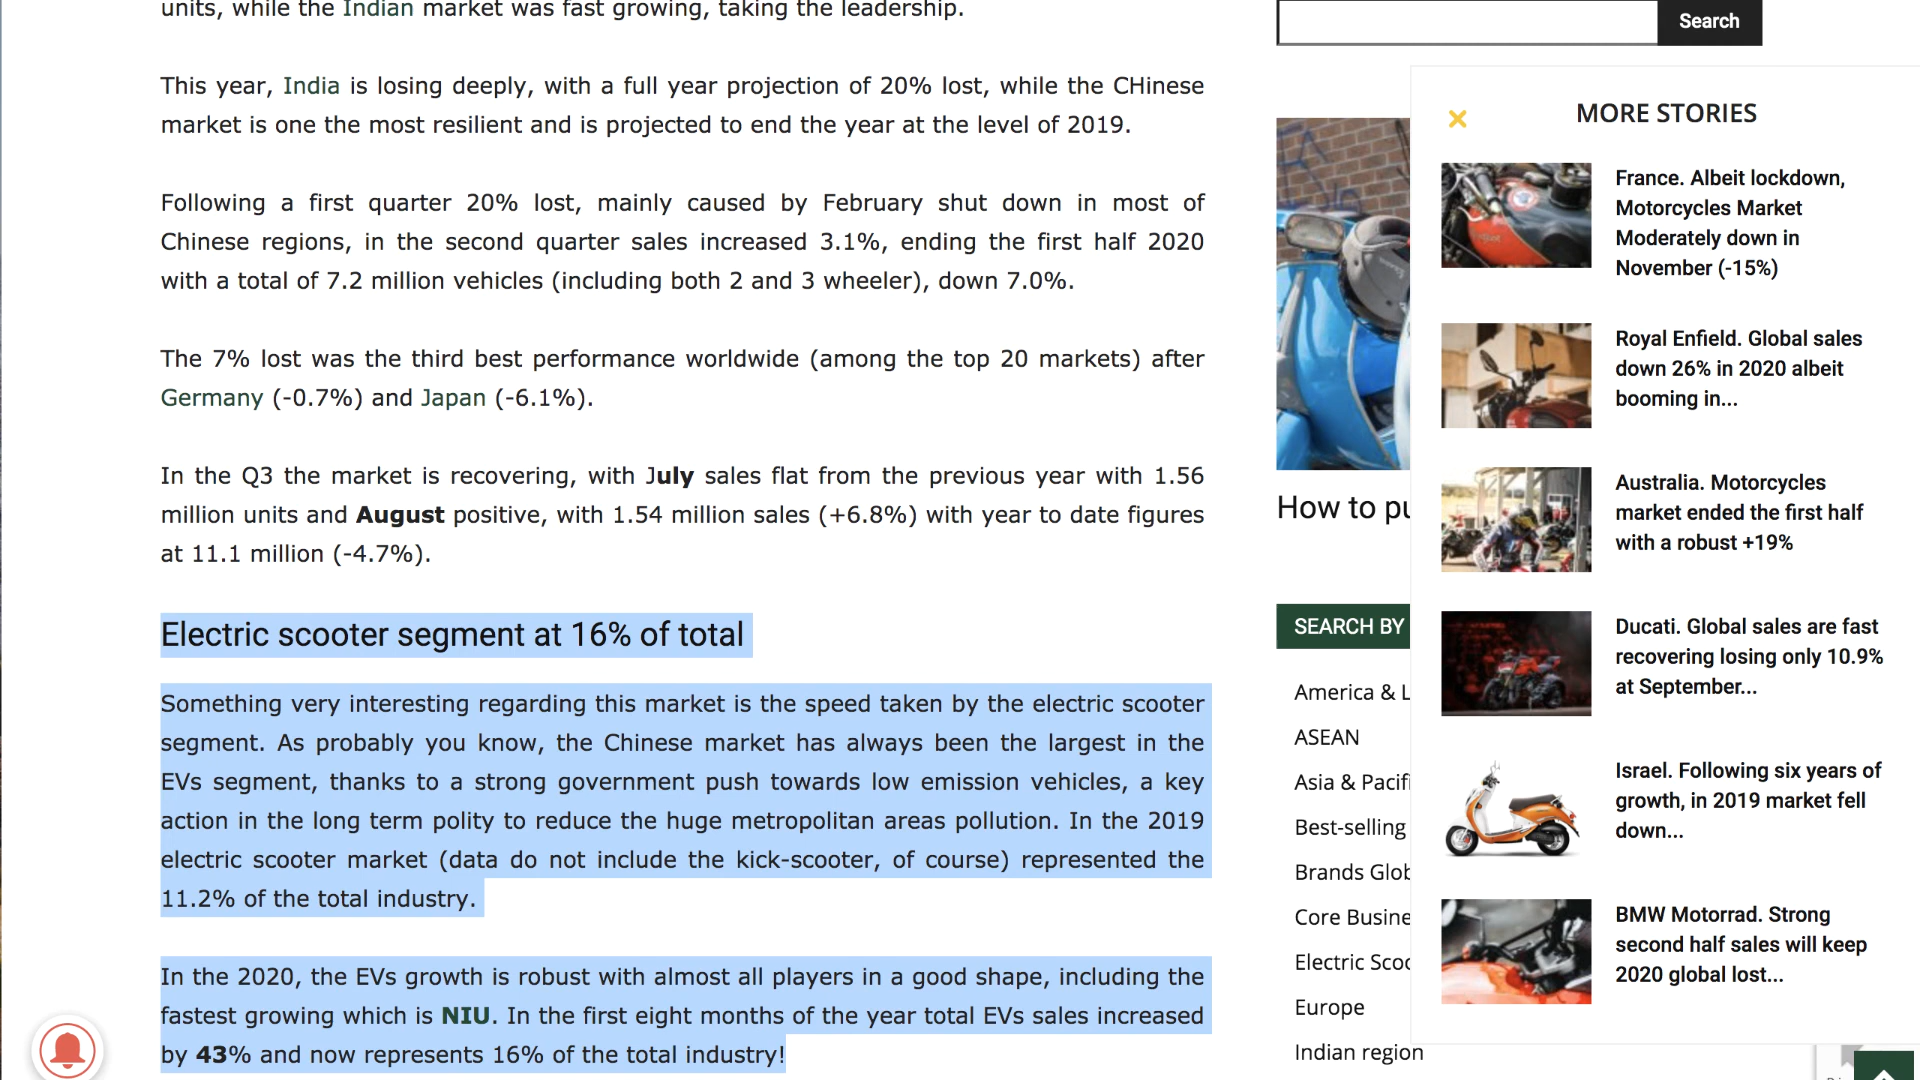 units, while the Indian market was fast growing, taking the leadership.
This year, India is losing deeply, with a full year projection of 20% lost, while the CHinese
market is one the most resilient and is projected to end the year at the level of 2019.
Following a first quarter 20% lost, mainly caused by February shut down in most of
Chinese regions, in the second quarter sales increased 3.1%, ending the first half 2020
with a total of 7.2 million vehicles (including both 2 and 3 wheeler), down 7.0%.
The 7% lost was the third best performance worldwide (among the top 20 markets) after
Germany (-0.7%) and Japan (-6.1%).
In the Q3 the market is recovering, with July sales flat from the previous year with 1.56
million units and August positive, with 1.54 million sales (+6.8%) with year to date figures
at 11.1 million (-4.7%).
Electric scooter segment at 16% of total
Something very interesting regarding this market is the speed taken by the electric scooter
segment. As probably you know, the Chinese market has always been the largest in the
EVs segment, thanks to a strong government push towards low emission vehicles, a key
action in the long term polity to reduce the huge metropolitan areas pollution. In the 2019
electric scooter market (data do not include the kick-scooter, of course) represented the
11.2% of the total industry.
In the 2020, the EVs growth is robust with almost all players in a good shape, including the
fastest growing which is NIU. In the first eight months of the year total EVs sales increased
by 43% and now represents 16% of the total industry!
Search
How to pu
SEARCH BY
America & L
ASEAN
Asia & Pacifi
Best-selling
Brands Glob
Core Busine
Electric Scoo
Europe
Indian region
MORE STORIES
France. Albeit lockdown,
Motorcycles Market
Moderately down in
November (-15%)
Royal Enfield. Global sales
down 26% in 2020 albeit
booming in...
Australia. Motorcycles
market ended the first half
with a robust +19%
Ducati. Global sales are fast
recovering losing only 10.9%
at September...
Israel. Following six years of
growth, in 2019 market fell
down...
BMW Motorrad. Strong
second half sales will keep
2020 global lost...